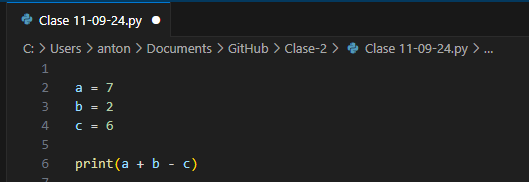 Clase 11-09-24.py ●
C: > Users > anton > Documents > GitHub > Clase-2 > Clase 11-09-24.py > ...
1
2 a = 7
3 b = 2
4 c = 6
5
6 print(a + b - c)
7